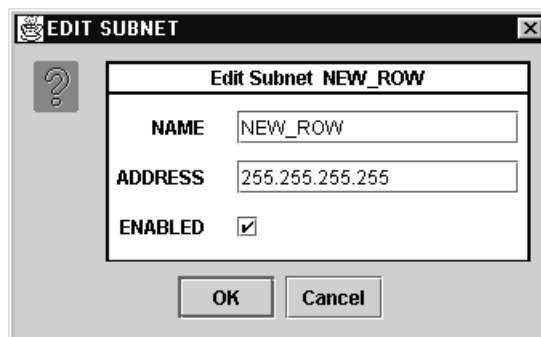 EDIT SUBNET
Edit Subnet NEW_ROW
NAME NEW_ROW
ADDRESS 255.255.255.255
ENABLED
OK Cancel